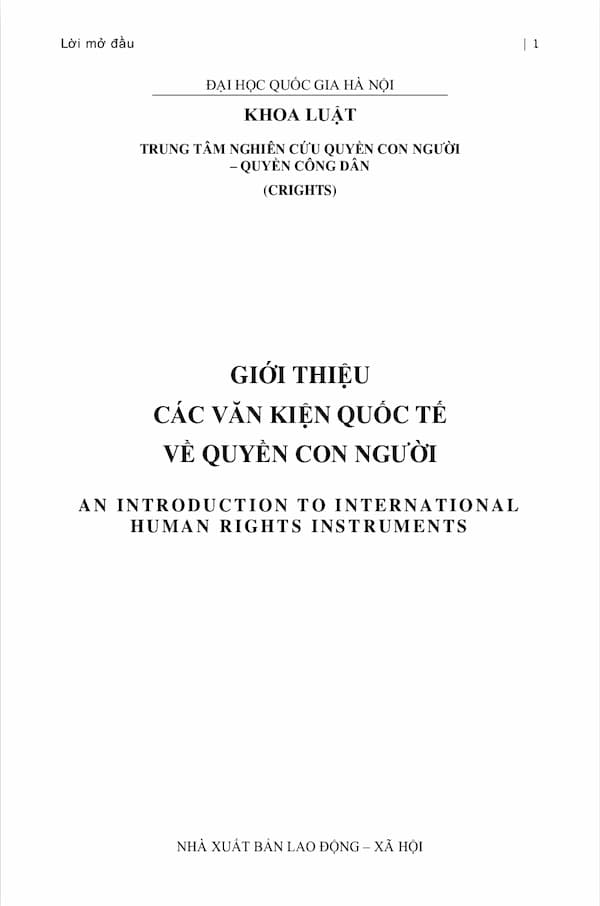 Lời mở đầu | 1
ĐẠI HỌC QUỐC GIA HÀ NỘI
KHOA LUẬT
TRUNG TÂM NGHIÊN CỨU QUYỀN CON NGƯỜI
– QUYỀN CÔNG DÂN
(CRIGHTS)
GIỚI THIỆU
CÁC VĂN KIỆN QUỐC TẾ
VỀ QUYỀN CON NGƯỜI
AN INTRODUCTION TO INTERNATIONAL
HUMAN RIGHTS INSTRUMENTS
NHÀ XUẤT BẢN LAO ĐỘNG – XÃ HỘI